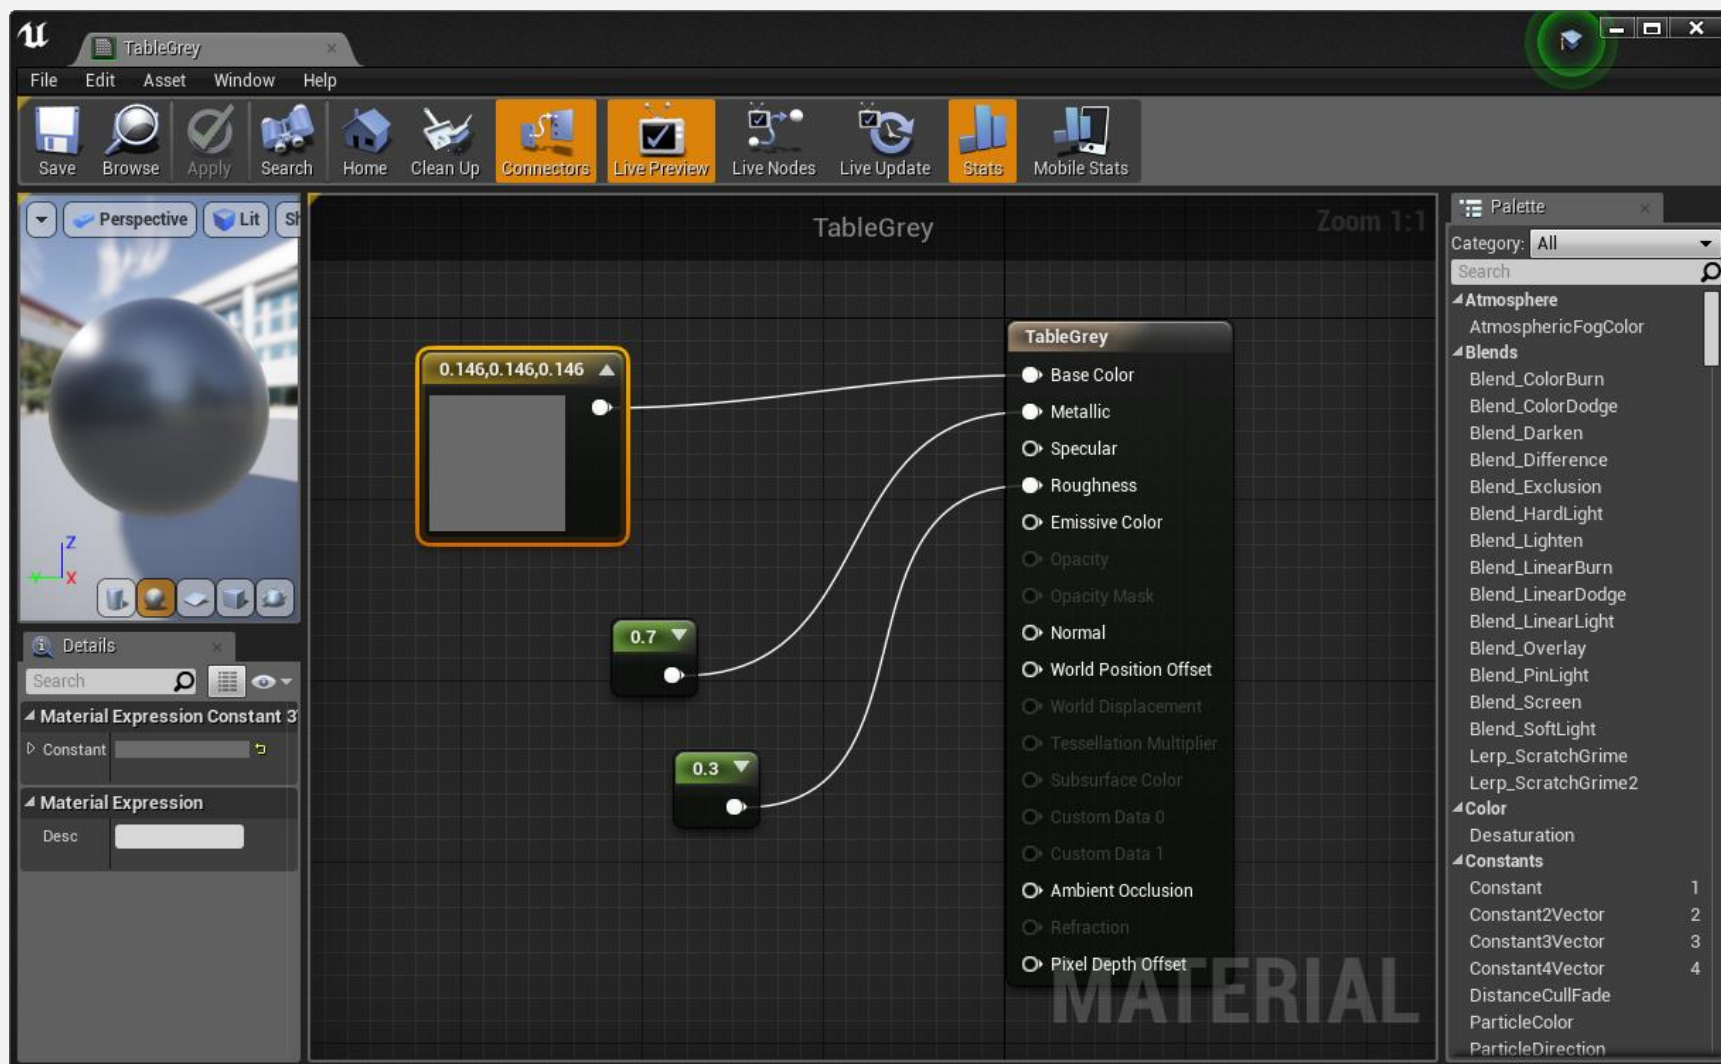 TableGrey
File Edit Asset Window Help
Save Browse Apply Search Home Clean Up Connectors Live Preview Live Nodes Live Update Stats Mobile Stats
Perspective Lit Sh
Z
Y X
Details
Search
Material Expression Constant 3
Constant
Material Expression
Desc
TableGrey
Zoom 1:1
0.146,0.146,0.146
0.7
0.3
TableGrey
Base Color
Metallic
Specular
Roughness
Emissive Color
Opacity
Opacity Mask
Normal
World Position Offset
World Displacement
Tessellation Multiplier
Subsurface Color
Custom Data 0
Custom Data 1
Ambient Occlusion
Refraction
Pixel Depth Offset
MATERIAL
Palette
Category: All
Search
Atmosphere
AtmosphericFogColor
Blends
Blend_ColorBurn
Blend_ColorDodge
Blend_Darken
Blend_Difference
Blend_Exclusion
Blend_HardLight
Blend_Lighten
Blend_LinearBurn
Blend_LinearDodge
Blend_LinearLight
Blend_Overlay
Blend_PinLight
Blend_Screen
Blend_SoftLight
Lerp_ScratchGrime
Lerp_ScratchGrime2
Color
Desaturation
Constants
Constant 1
Constant2Vector 2
Constant3Vector 3
Constant4Vector 4
DistanceCullFade
ParticleColor
ParticleDirection